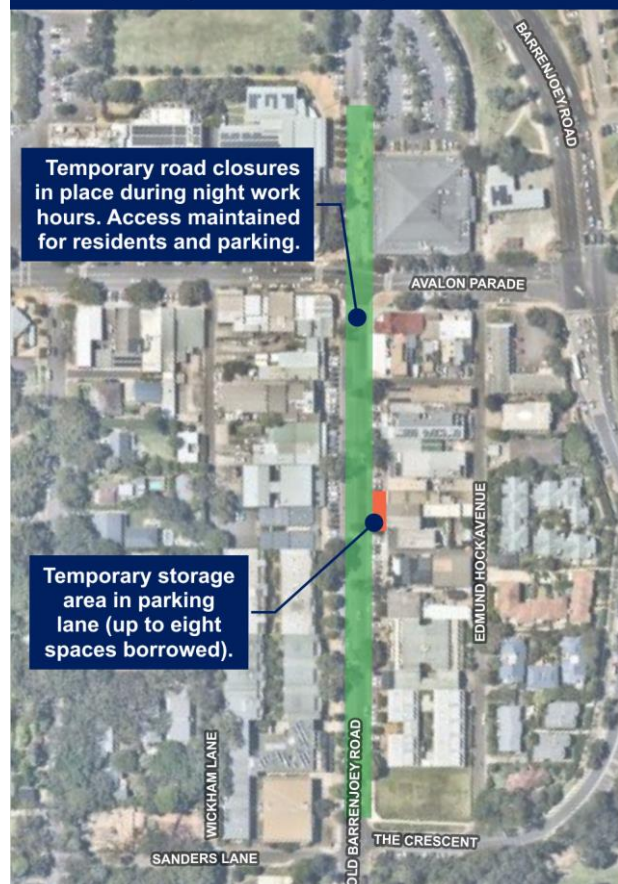 BARRENJOEY ROAD
Temporary road closures
in place during night work
hours. Access maintained
for residents and parking.
AVALON PARADE
EDMUND HOCK AVENUE
Temporary storage
area in parking
lane (up to eight
spaces borrowed).
WICKHAM LANE
OLD BARRENJOEY ROAD
THE CRESCENT
SANDERS LANE